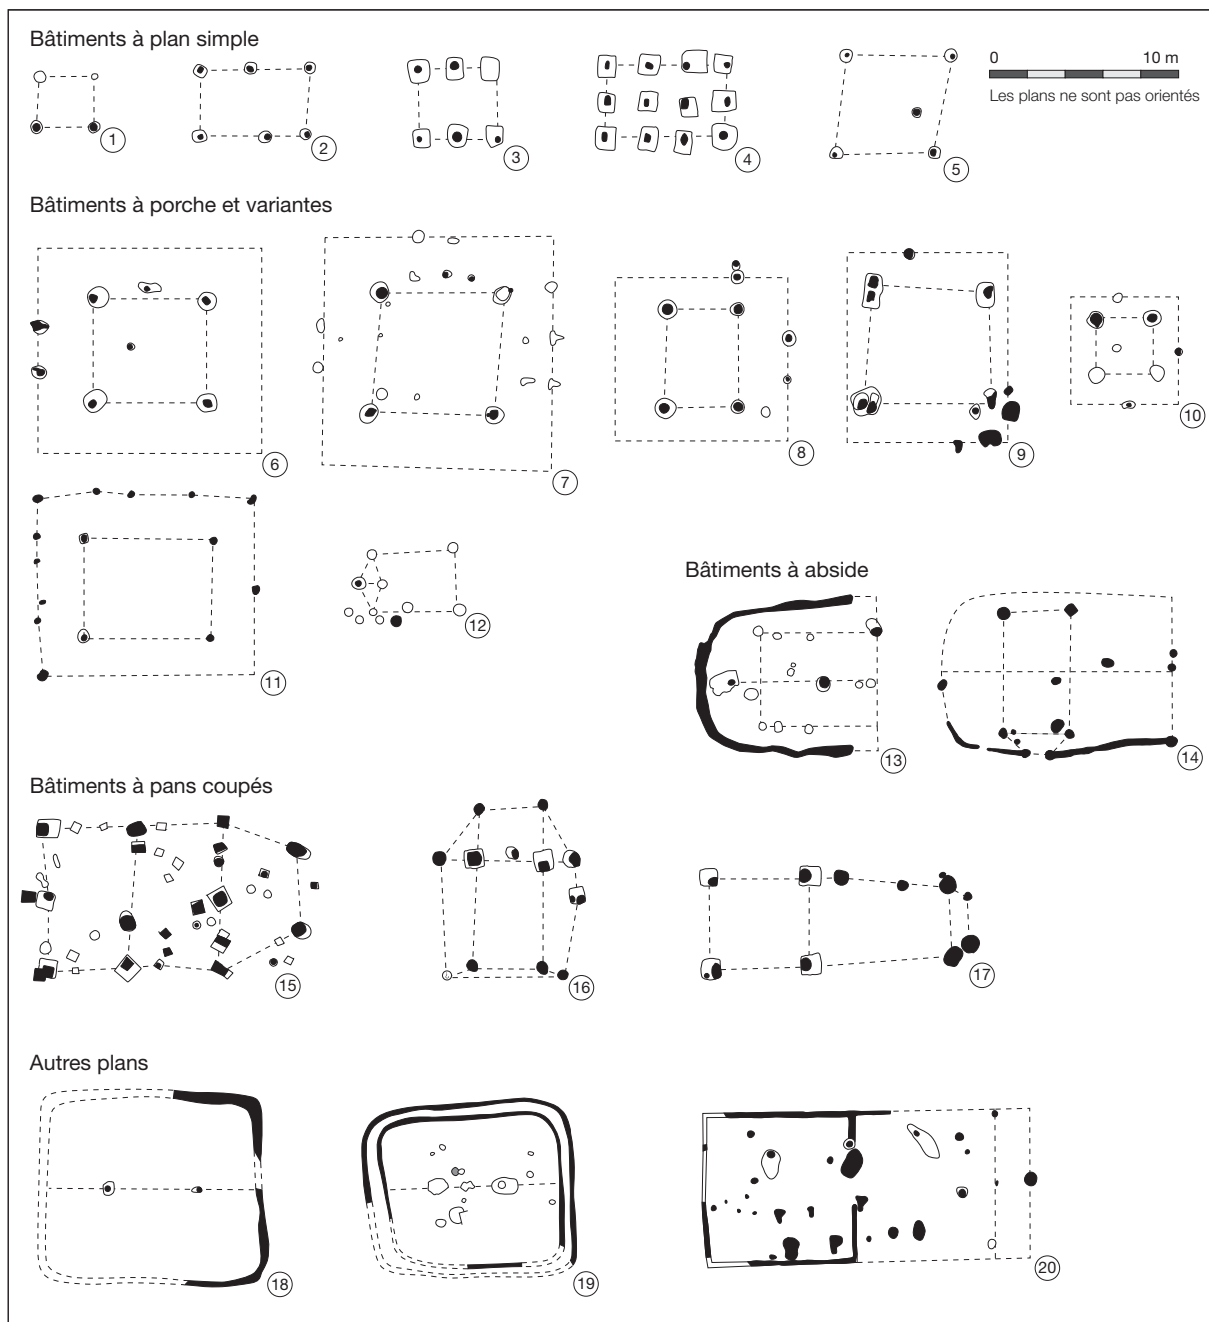 Bâtiments à plan simple
0 10 m
Les plans ne sont pas orientés
1
2
3
4
5
Bâtiments à porche et variantes
6
7
8
9
10
11
12
Bâtiments à abside
13
14
Bâtiments à pans coupés
15
16
17
Autres plans
18
19
20